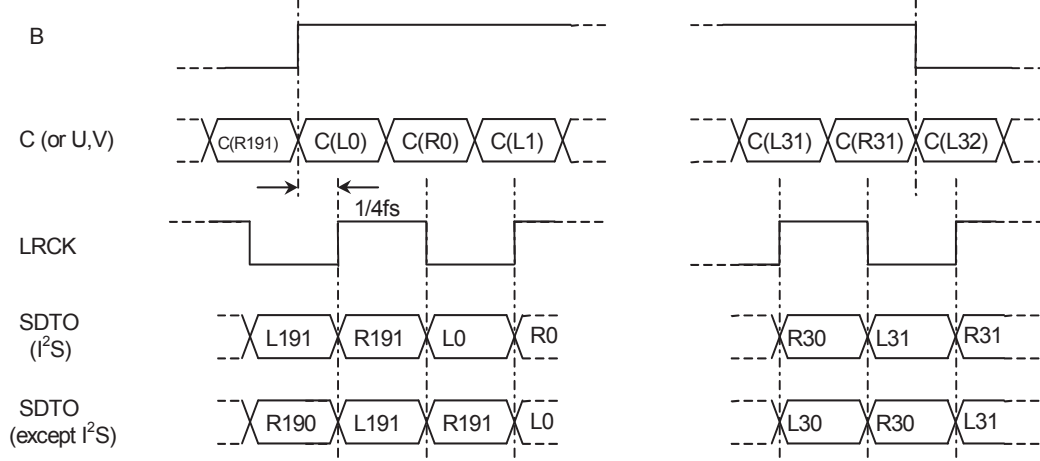 B
C (or U,V)
C(R191) C(L0) C(R0) C(L1) C(L31) C(R31) C(L32)
1/4fs
LRCK
SDTO
(I²S)
L191 R191 L0 R0 R30 L31 R31
SDTO
(except I²S)
R190 L191 R191 L0 L30 R30 L31